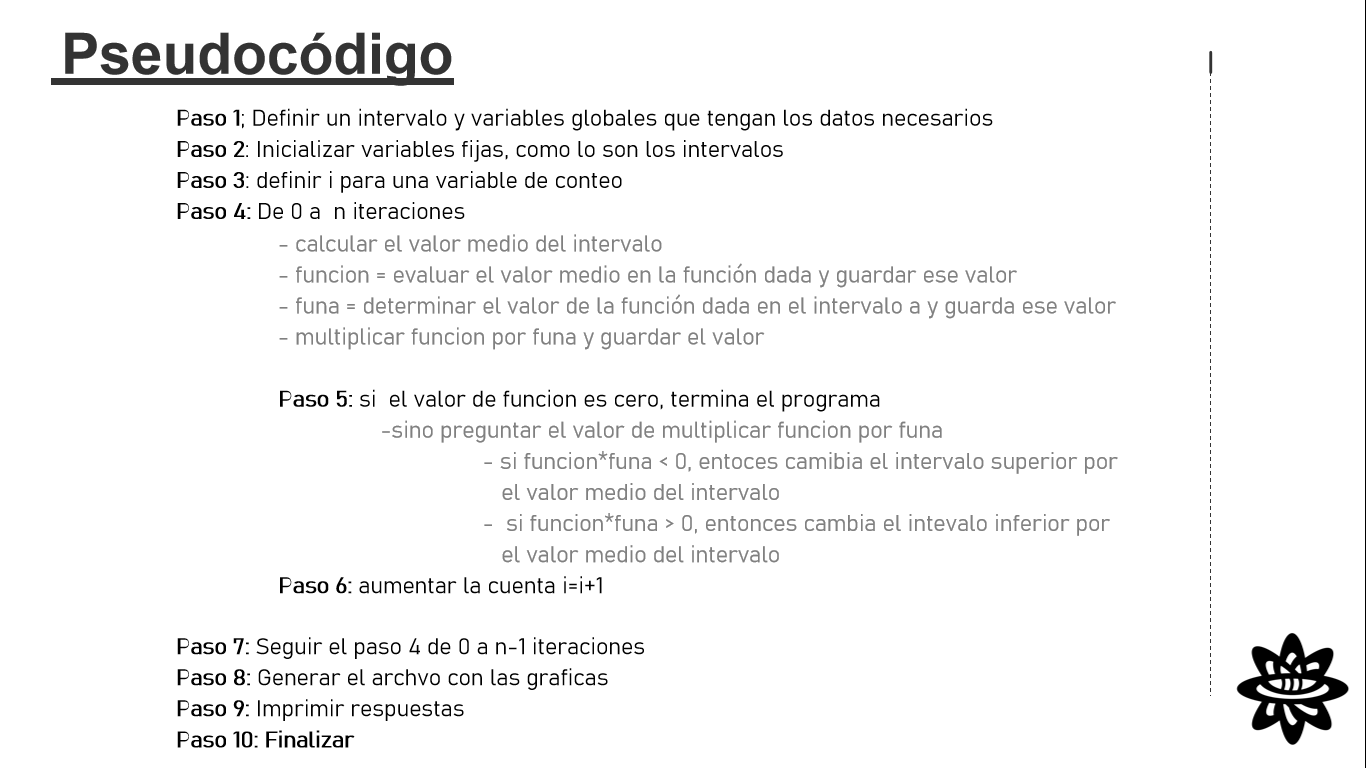 Pseudocódigo
Paso 1; Definir un intervalo y variables globales que tengan los datos necesarios
Paso 2: Inicializar variables fijas, como lo son los intervalos
Paso 3: definir i para una variable de conteo
Paso 4: De 0 a  n iteraciones
- calcular el valor medio del intervalo
- funcion = evaluar el valor medio en la función dada y guardar ese valor
- funa = determinar el valor de la función dada en el intervalo a y guarda ese valor
- multiplicar funcion por funa y guardar el valor
Paso 5: si  el valor de funcion es cero, termina el programa
-sino preguntar el valor de multiplicar funcion por funa
- si funcion*funa < 0, entoces camibia el intervalo superior por
el valor medio del intervalo
-  si funcion*funa > 0, entonces cambia el intevalo inferior por
el valor medio del intervalo
Paso 6: aumentar la cuenta i=i+1
Paso 7: Seguir el paso 4 de 0 a n-1 iteraciones
Paso 8: Generar el archvo con las graficas
Paso 9: Imprimir respuestas
Paso 10: Finalizar